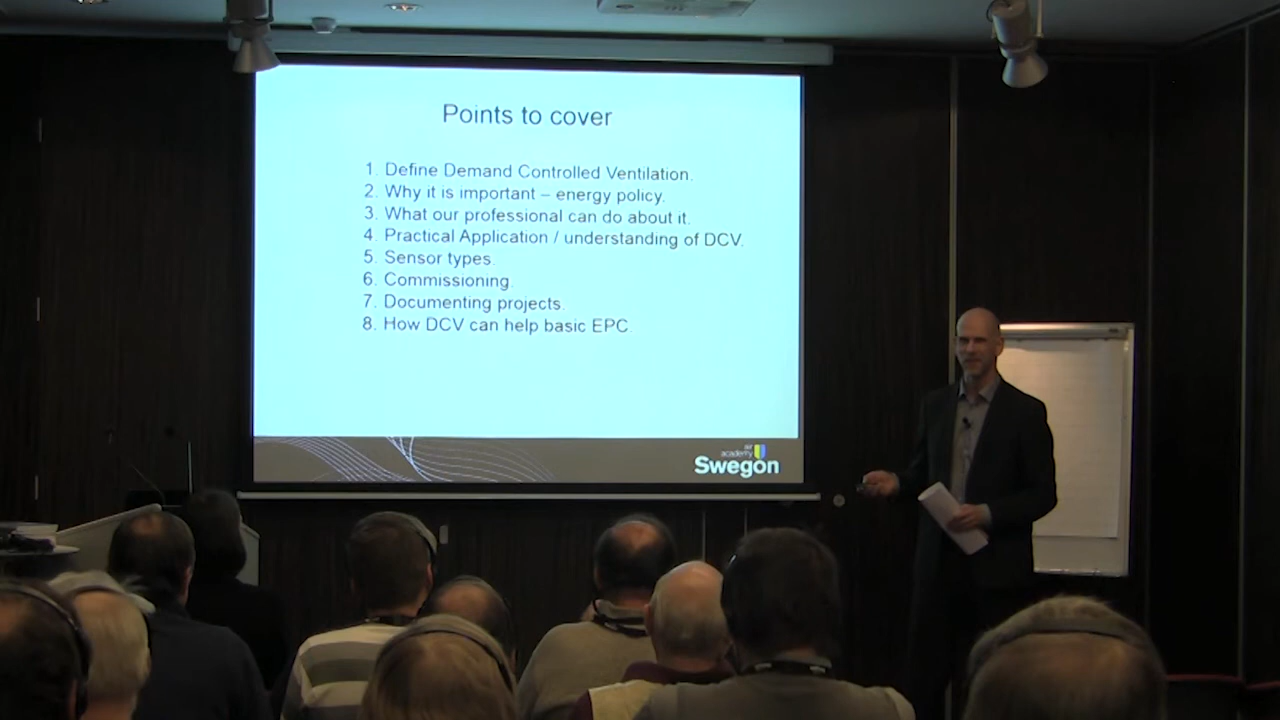 Points to cover
1. Define Demand Controlled Ventilation.
2. Why it is important – energy policy.
3. What our professional can do about it.
4. Practical Application / understanding of DCV.
5. Sensor types.
6. Commissioning.
7. Documenting projects.
8. How DCV can help basic EPC.
air
academy
Swegon